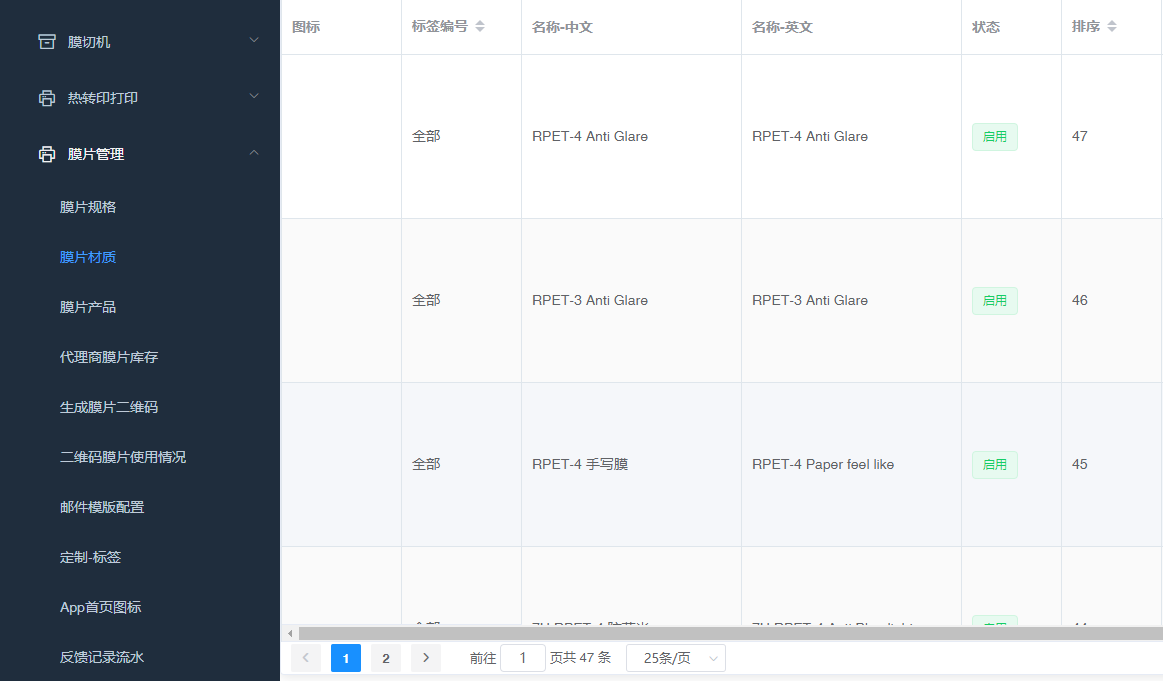 膜切机
热转印打印
膜片管理
膜片规格
膜片材质
膜片产品
代理商膜片库存
生成膜片二维码
二维码膜片使用情况
邮件模版配置
定制-标签
App首页图标
反馈记录流水
图标 标签编号 名称-中文 名称-英文 状态 排序
全部 RPET-4 Anti Glare RPET-4 Anti Glare 启用 47
全部 RPET-3 Anti Glare RPET-3 Anti Glare 启用 46
全部 RPET-4 手写膜 RPET-4 Paper feel like 启用 45
全部 启用 44
1 2 前往 1 页共 47 条 25条/页